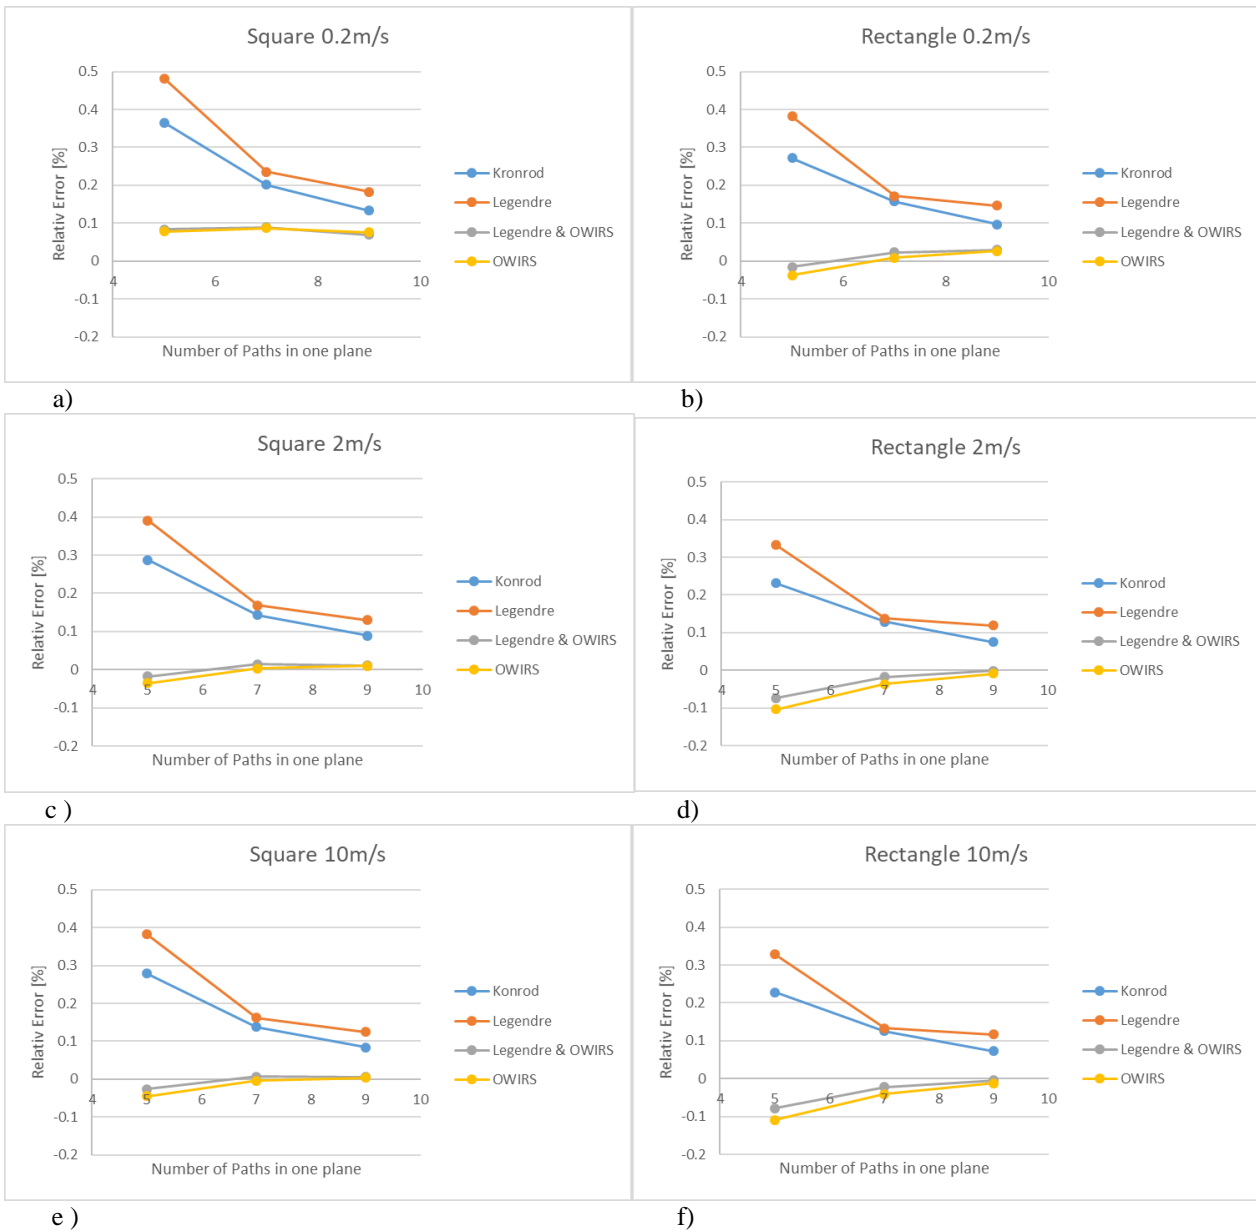 Square 0.2m/s
Relativ Error [%]
0.5
0.4
0.3
0.2
0.1
0
-0.1
-0.2
4
6
8
10
Number of Paths in one plane
Kronrod
Legendre
Legendre & OWIRS
OWIRS
a)
Rectangle 0.2m/s
Relativ Error [%]
0.5
0.4
0.3
0.2
0.1
0
-0.1
-0.2
4
6
8
10
Number of Paths in one plane
Kronrod
Legendre
Legendre & OWIRS
OWIRS
b)
Square 2m/s
Relativ Error [%]
0.5
0.4
0.3
0.2
0.1
0
-0.1
-0.2
4
5
6
7
8
9
10
Number of Paths in one plane
Konrod
Legendre
Legendre & OWIRS
OWIRS
c )
Rectangle 2m/s
Relativ Error [%]
0.5
0.4
0.3
0.2
0.1
0
-0.1
-0.2
4
5
6
7
8
9
10
Number of Paths in one plane
Konrod
Legendre
Legendre & OWIRS
OWIRS
d)
Square 10m/s
Relativ Error [%]
0.5
0.4
0.3
0.2
0.1
0
-0.1
-0.2
4
5
6
7
8
9
10
Number of Paths in one plane
Konrod
Legendre
Legendre & OWIRS
OWIRS
e )
Rectangle 10m/s
Relativ Error [%]
0.5
0.4
0.3
0.2
0.1
0
-0.1
-0.2
4
5
6
7
8
9
10
Number of Paths in one plane
Konrod
Legendre
Legendre & OWIRS
OWIRS
f)